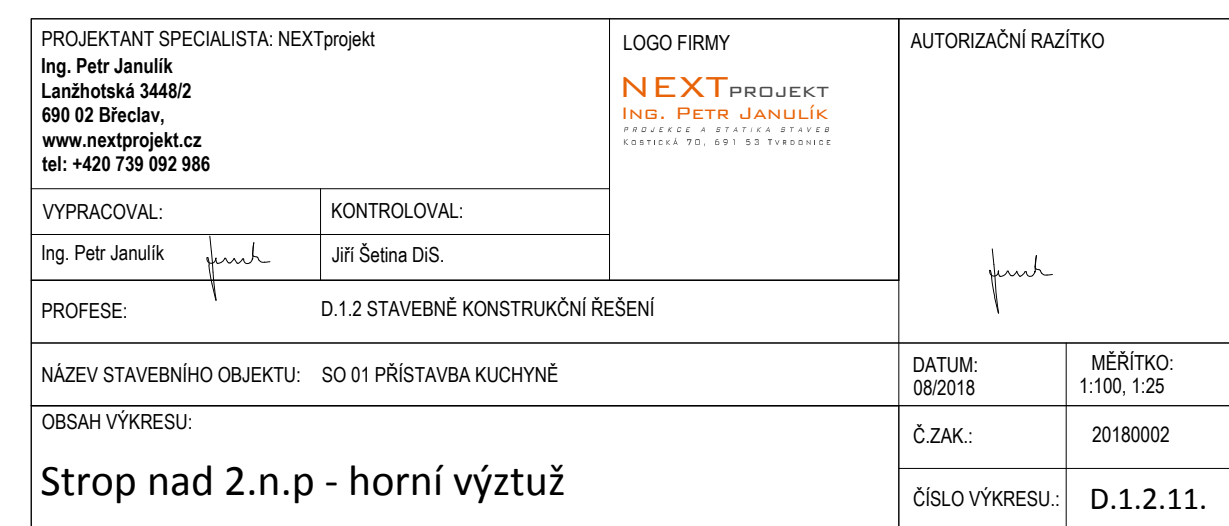 PROJEKTANT SPECIALISTA: NEXTprojekt
Ing. Petr Janulík
Lanžhotská 3448/2
690 02 Břeclav,
www.nextprojekt.cz
tel: +420 739 092 986
LOGO FIRMY
NEXTPROJEKT
ING. PETR JANULÍK
PROJEKCE A STATIKA STAVEB
KOSTICKÁ 70, 691 53 TVRDONICE
AUTORIZAČNÍ RAZÍTKO
VYPRACOVAL:
KONTROLOVAL:
Ing. Petr Janulík
Jiří Šetina DiS.
PROFESE:
D.1.2 STAVEBNĚ KONSTRUKČNÍ ŘEŠENÍ
NÁZEV STAVEBNÍHO OBJEKTU:
SO 01 PŘÍSTAVBA KUCHYNĚ
DATUM:
08/2018
MĚŘÍTKO:
1:100, 1:25
OBSAH VÝKRESU:
Strop nad 2.n.p - horní výztuž
Č.ZAK.:
20180002
ČÍSLO VÝKRESU.:
D.1.2.11.